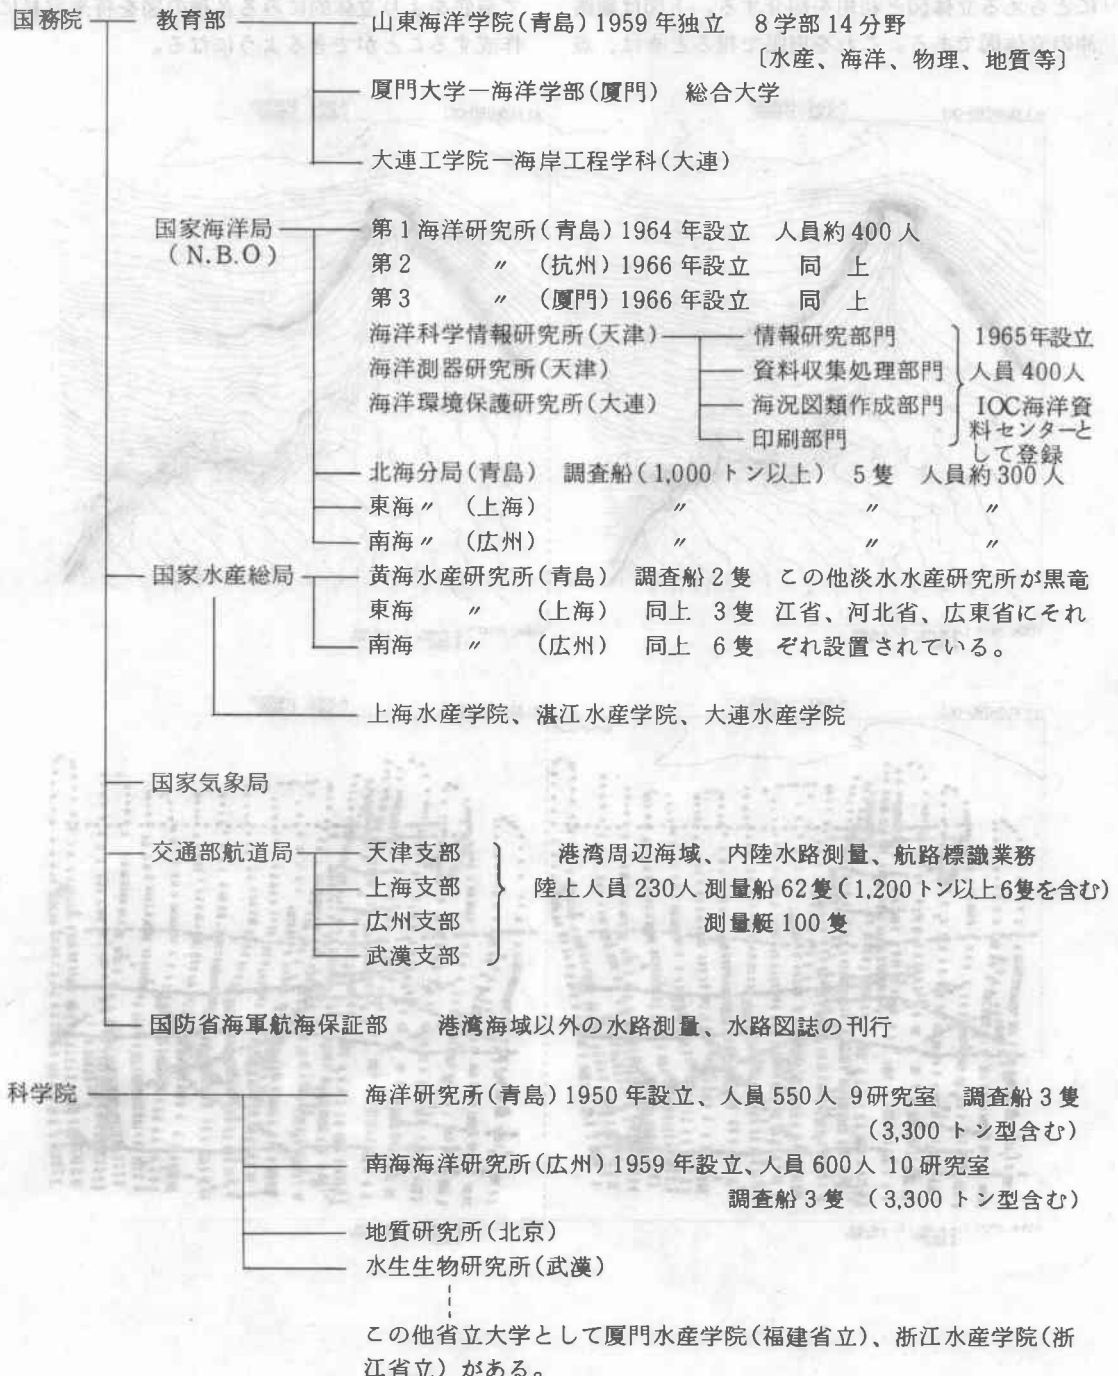 国務院 教育部 山東海洋学院(青島)1959年独立 8学部14分野
〔水産、海洋、物理、地質等〕
厦門大学―海洋学部(厦門) 総合大学
大連工学院―海岸工程学科(大連)
国家海洋局 第1海洋研究所(青島)1964年設立 人員約400人
(N.B.O)
第2 〃 (杭州)1966年設立 同上
第3 〃 (厦門)1966年設立 同上
海洋科学情報研究所(天津) 情報研究部門 1965年設立
海洋測器研究所(天津) 資料収集処理部門 人員400人
海洋環境保護研究所(大連) 海況図類作成部門 IOC海洋資
料センターと
印刷部門
して登録
北海分局(青島) 調査船(1,000トン以上) 5隻 人員約300人
東海〃 (上海) 〃 〃 〃
南海〃 (広州) 〃 〃 〃
国家水産総局 黄海水産研究所(青島) 調査船2隻 この他淡水水産研究所が黒竜
東海 〃 (上海) 同上 3隻 江省、河北省、広東省にそれ
南海 〃 (広州) 同上 6隻 ぞれ設置されている。
上海水産学院、湛江水産学院、大連水産学院
国家気象局
交通部航道局 天津支部 港湾周辺海域、内陸水路測量、航路標識業務
上海支部 陸上人員230人 測量船62隻(1,200トン以上6隻を含む)
広州支部 測量艇100隻
武漢支部
国防省海軍航海保証部 港湾海域以外の水路測量、水路図誌の刊行
科学院 海洋研究所(青島)1950年設立、人員550人 9研究室 調査船3隻
(3,300トン型含む)
南海海洋研究所(広州)1959年設立、人員600人 10研究室
調査船3隻 (3,300トン型含む)
地質研究所(北京)
水生生物研究所(武漢)
この他省立大学として厦門水産学院(福建省立)、浙江水産学院(浙
江省立)がある。